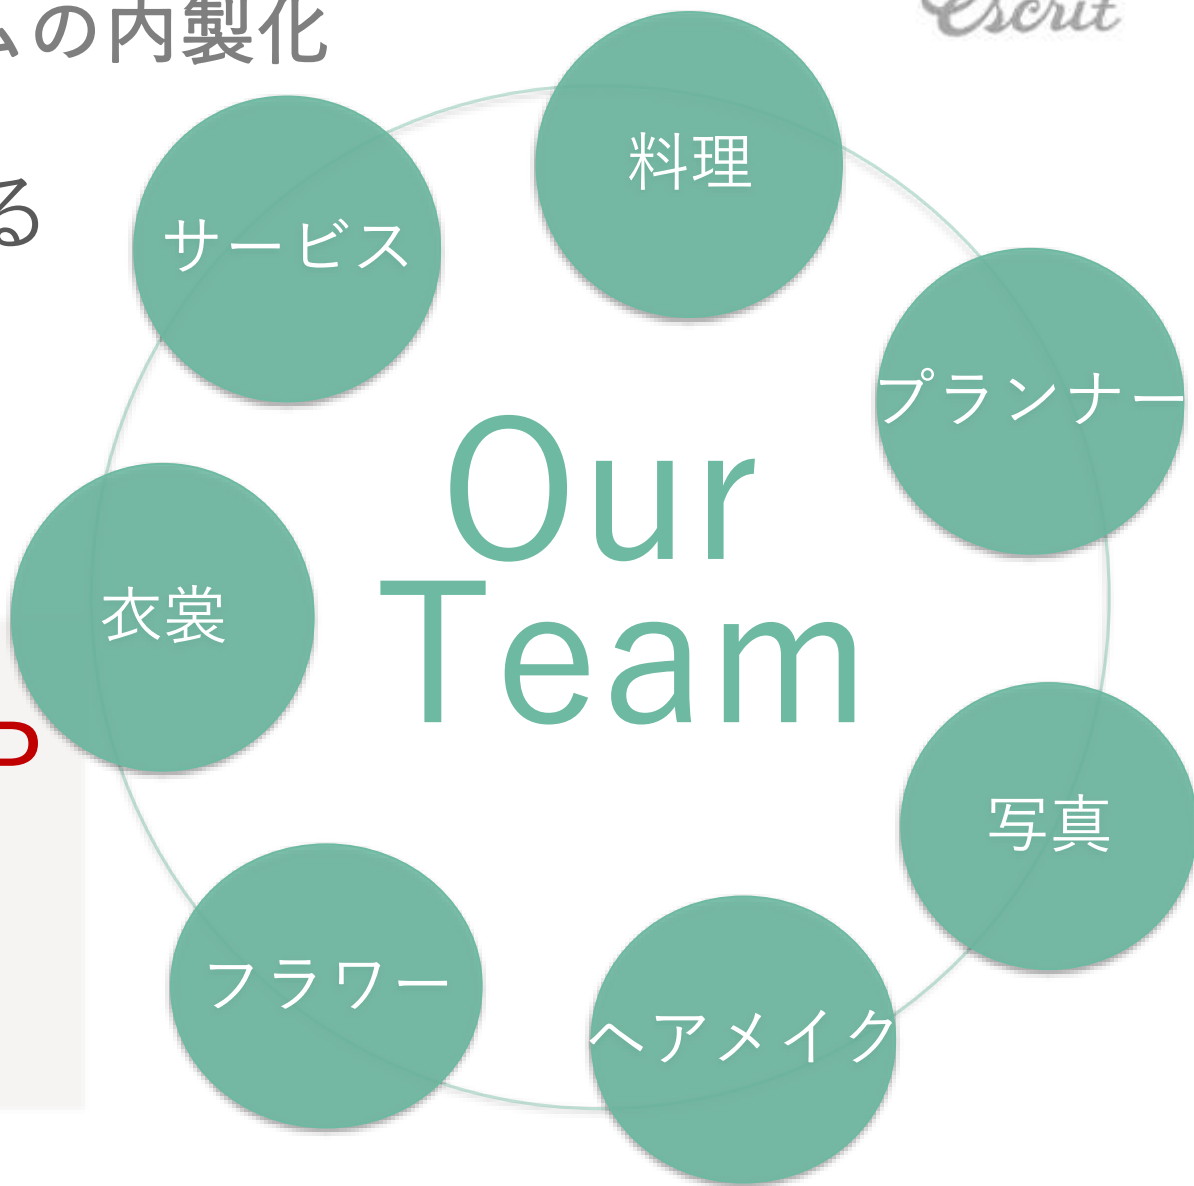 ムの内製化
Escrit
る
料理
サービス
プランナー
Our
Team
衣裳
P
写真
フラワー
ヘアメイク